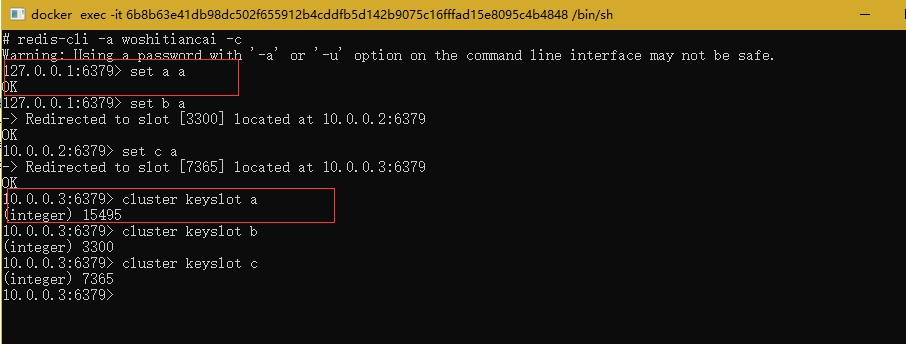 docker exec -it 6b8b63e41db98dc502f655912b4cddfb5d142b9075c16fffad15e8095c4b4848 /bin/sh
# redis-cli -a woshitiancai -c
Warning: Using a password with '-a' or '-u' option on the command line interface may not be safe.
127.0.0.1:6379> set a a
OK
127.0.0.1:6379> set b a
-> Redirected to slot [3300] located at 10.0.0.2:6379
OK
10.0.0.2:6379> set c a
-> Redirected to slot [7365] located at 10.0.0.3:6379
OK
10.0.0.3:6379> cluster keyslot a
(integer) 15495
10.0.0.3:6379> cluster keyslot b
(integer) 3300
10.0.0.3:6379> cluster keyslot c
(integer) 7365
10.0.0.3:6379>